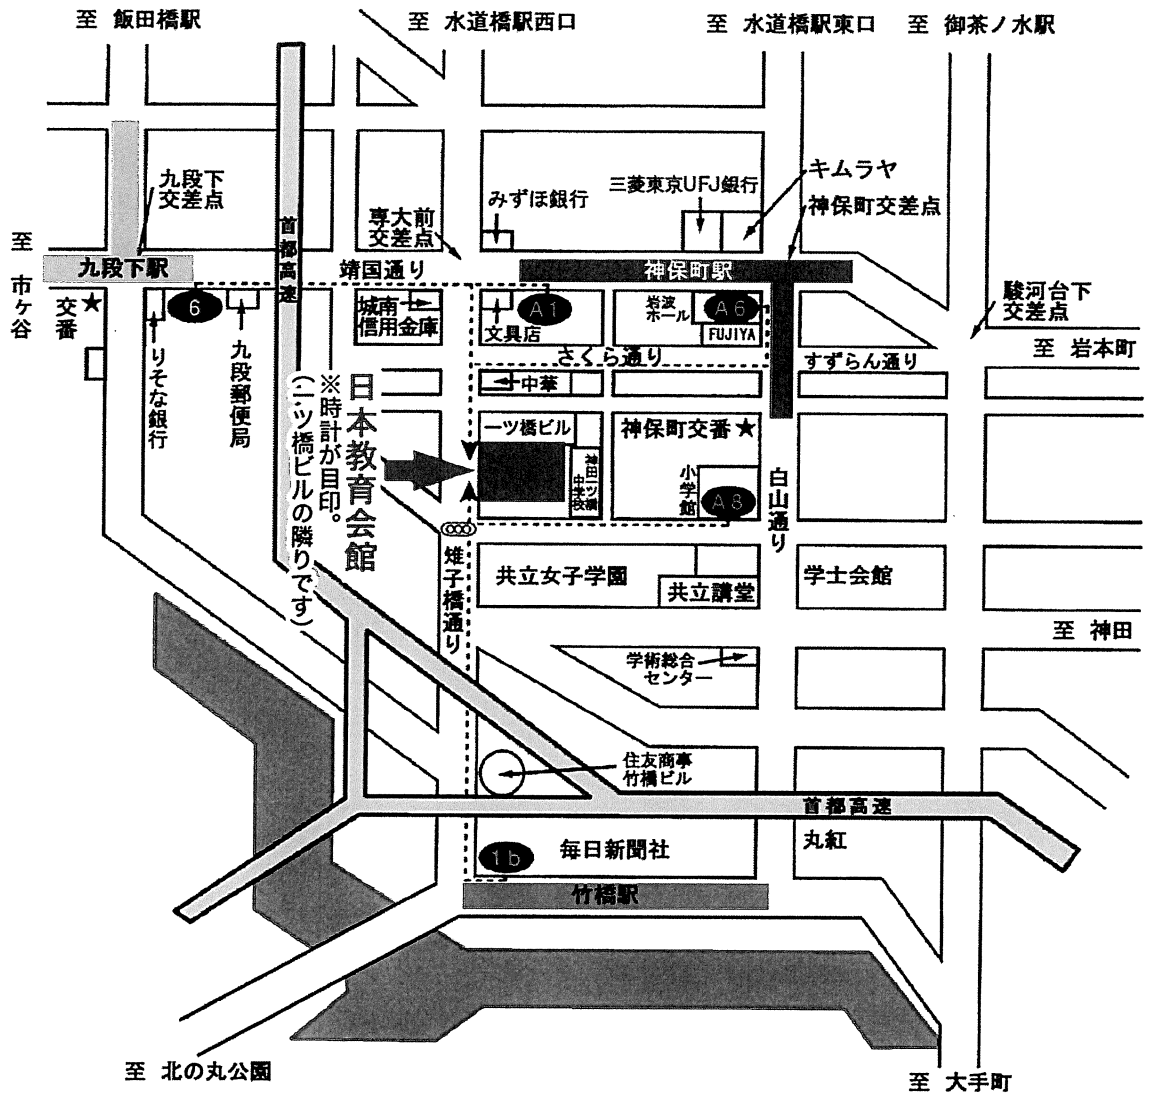 至 飯田橋駅
至 水道橋駅西口
至 水道橋駅東口
至 御茶ノ水駅
九段下
交差点
専大前
交差点
みずほ銀行
三菱東京UFJ銀行
キムラヤ
神保町交差点
至 市ヶ谷
九段下駅
首都高速
靖国通り
神保町駅
交番★
6
城南
信用金庫
文具店
A1
岩波
ホール
A6
FUJIYA
駿河台下
交差点
至 岩本町
さくら通り
すずらん通り
りそな銀行
九段郵便局
中華
日本教育会館
※時計が目印。
(一ツ橋ビルの隣りです)
一ツ橋ビル
神田一ツ橋
中学校
神保町交番★
小学館
A8
白山通り
雉子橋通り
共立女子学園
共立講堂
学士会館
至 神田
学術総合
センター
住友商事
竹橋ビル
首都高速
丸紅
1b
毎日新聞社
竹橋駅
至 北の丸公園
至 大手町